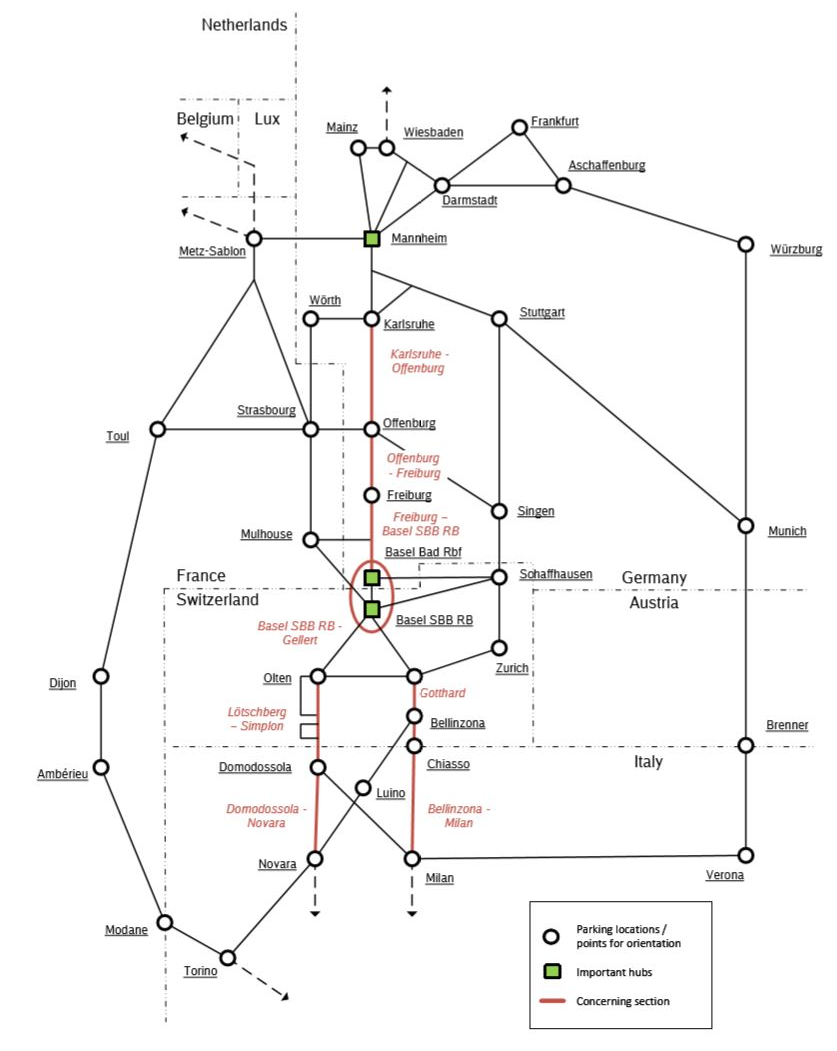 Netherlands
Belgium
Lux
Mainz
Wiesbaden
Frankfurt
Aschaffenburg
Darmstadt
Metz-Sablon
Mannheim
Würzburg
Wörth
Karlsruhe
Stuttgart
Karlsruhe -
Offenburg
Strasbourg
Offenburg
Toul
Offenburg
- Freiburg
Freiburg
Singen
Freiburg –
Basel SBB RB
Munich
Mulhouse
Basel Bad Rbf
France
Schaffhausen
Germany
Switzerland
Austria
Basel SBB RB -
Gellert
Basel SBB RB
Zurich
Dijon
Olten
Gotthard
Lötschberg
– Simplon
Bellinzona
Brenner
Ambérieu
Domodossola
Chiasso
Italy
Luino
Domodossola -
Novara
Bellinzona -
Milan
Novara
Milan
Verona
Modane
Torino
Parking locations /
points for orientation
Important hubs
Concerning section